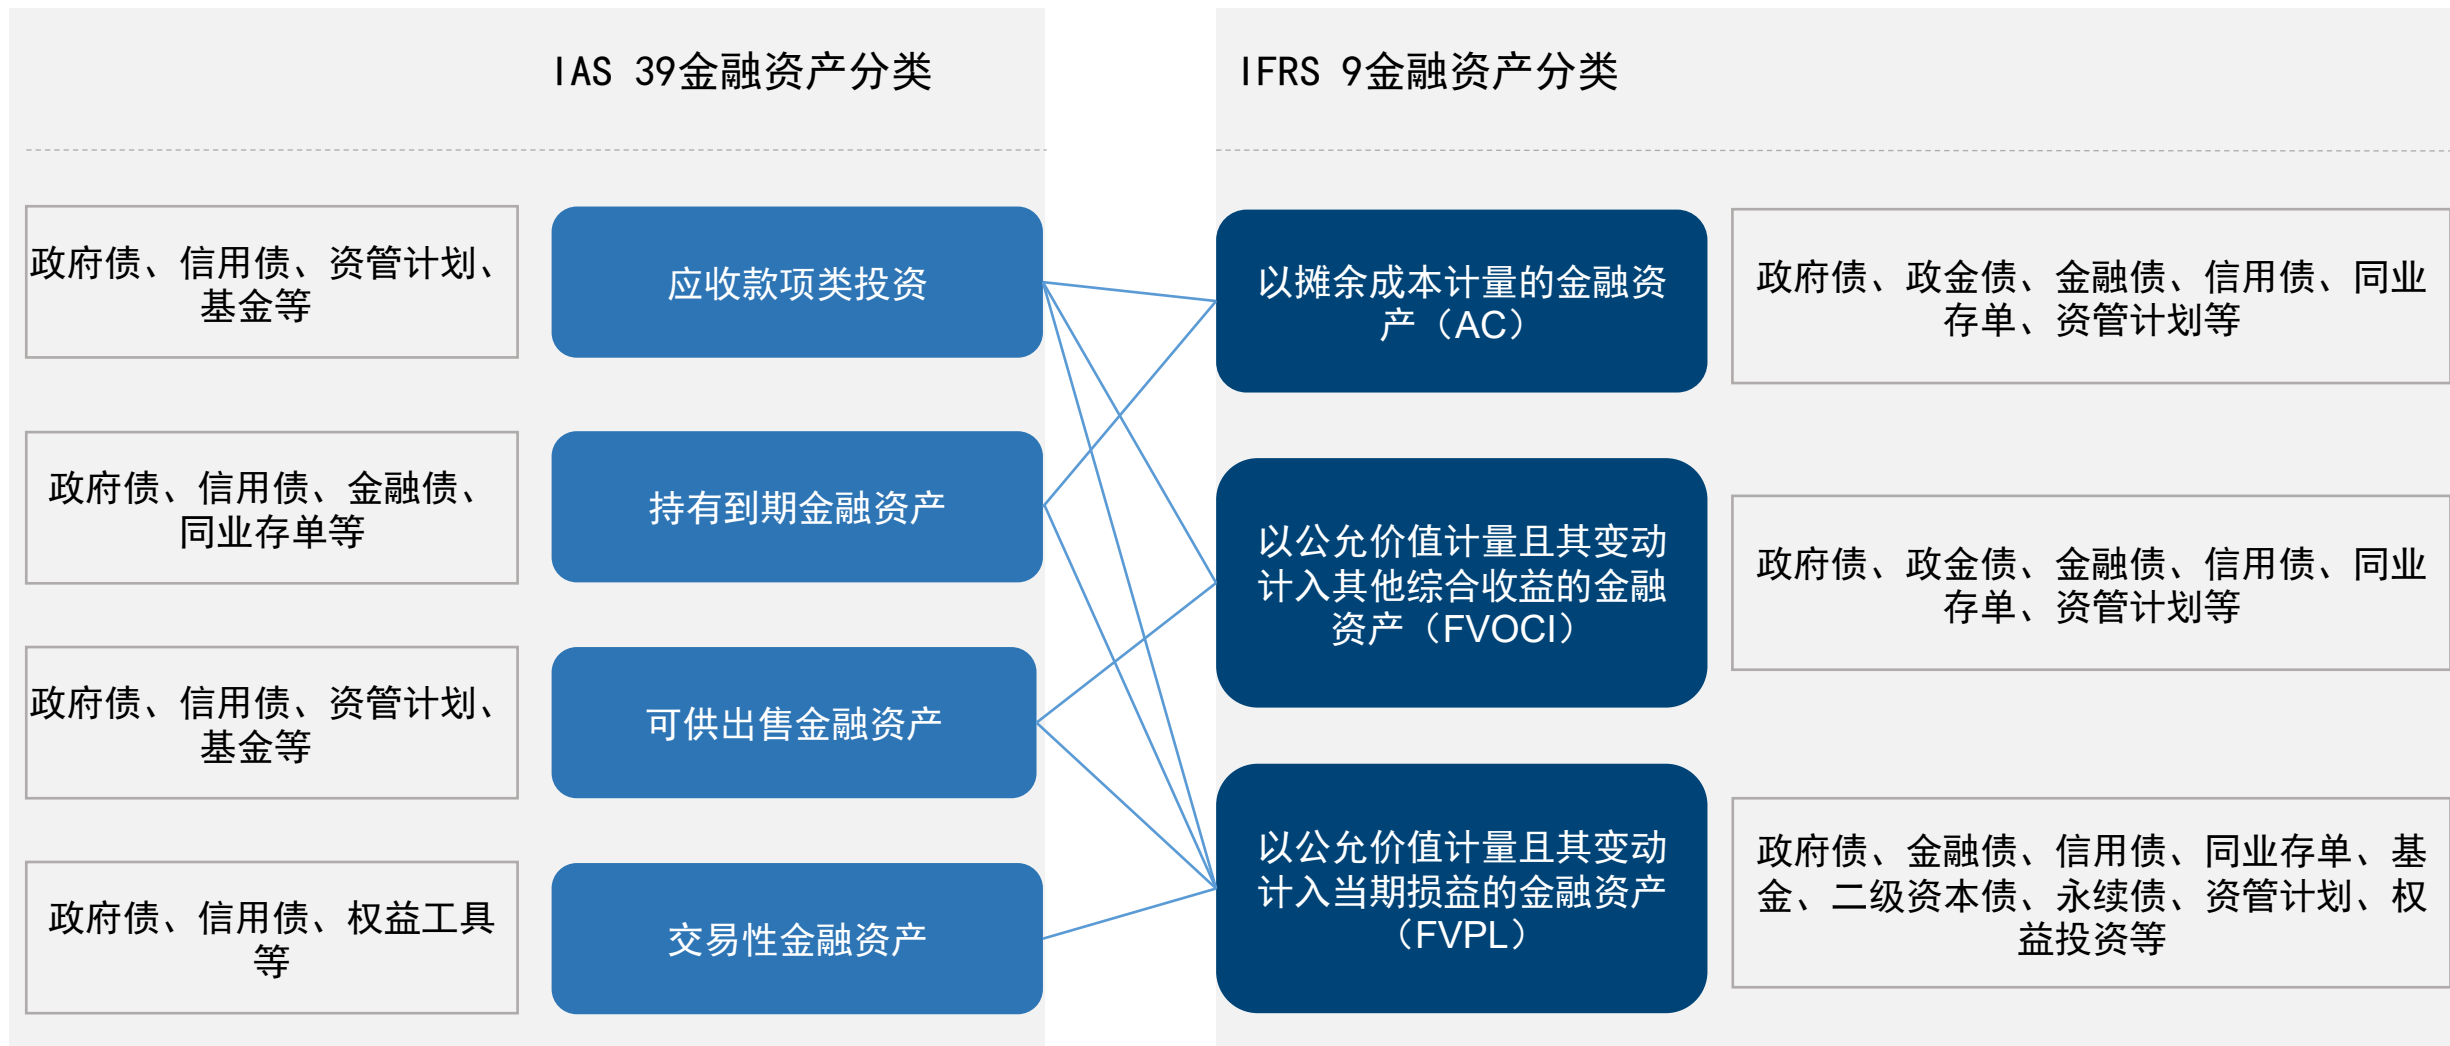 IAS 39金融资产分类
政府债、信用债、资管计划、
基金等
应收款项类投资
政府债、信用债、金融债、
同业存单等
持有到期金融资产
政府债、信用债、资管计划、
基金等
可供出售金融资产
政府债、信用债、权益工具
等
交易性金融资产
IFRS 9金融资产分类
以摊余成本计量的金融资
产（AC）
政府债、政金债、金融债、信用债、同业
存单、资管计划等
以公允价值计量且其变动
计入其他综合收益的金融
资产（FVOCI）
政府债、政金债、金融债、信用债、同业
存单、资管计划等
以公允价值计量且其变动
计入当期损益的金融资产
（FVPL）
政府债、金融债、信用债、同业存单、基
金、二级资本债、永续债、资管计划、权
益投资等